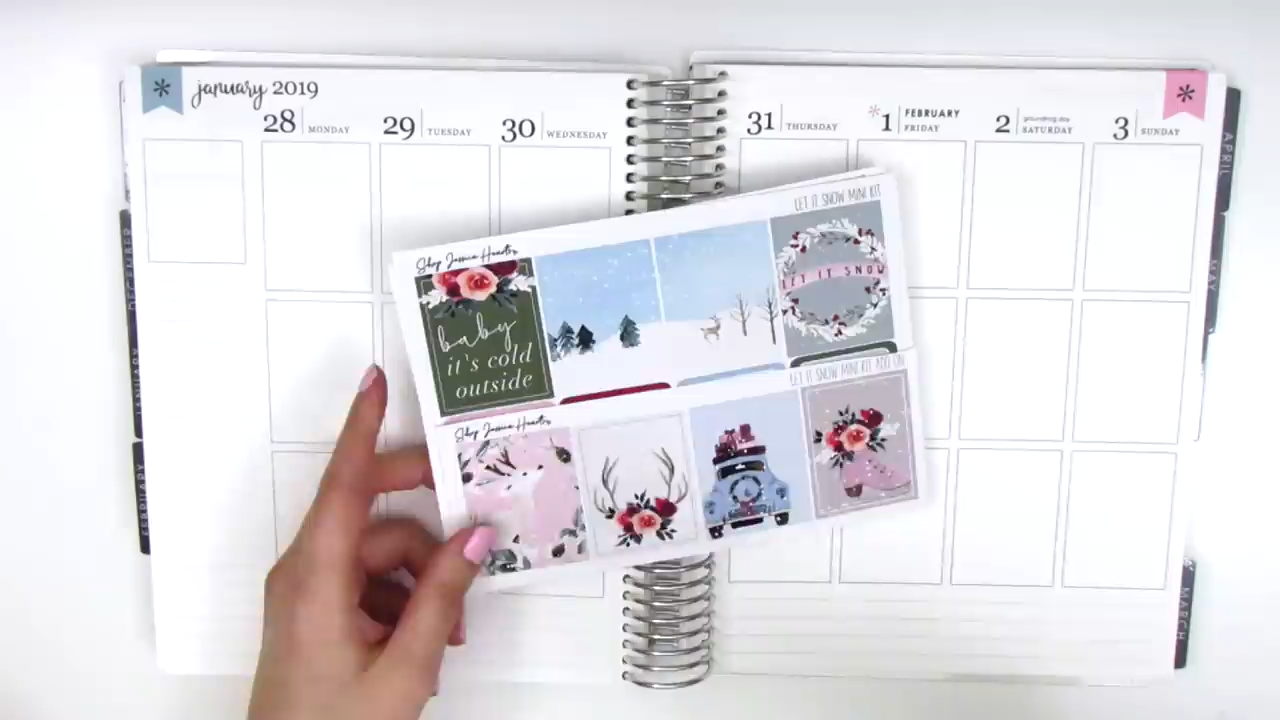 * january 2019
28 MONDAY
29 TUESDAY
30 WEDNESDAY
31 THURSDAY
* 1 FEBRUARY FRIDAY
2 groundhog day SATURDAY
3 SUNDAY
*
LET IT SNOW MINI KIT
Shop Jessica Hearts
baby
it's cold
outside
LET IT SNOW
LET IT SNOW MINI KIT ADD ON
Shop Jessica Hearts
DECEMBER
JANUARY
FEBRUARY
APRIL
MAY
MARCH